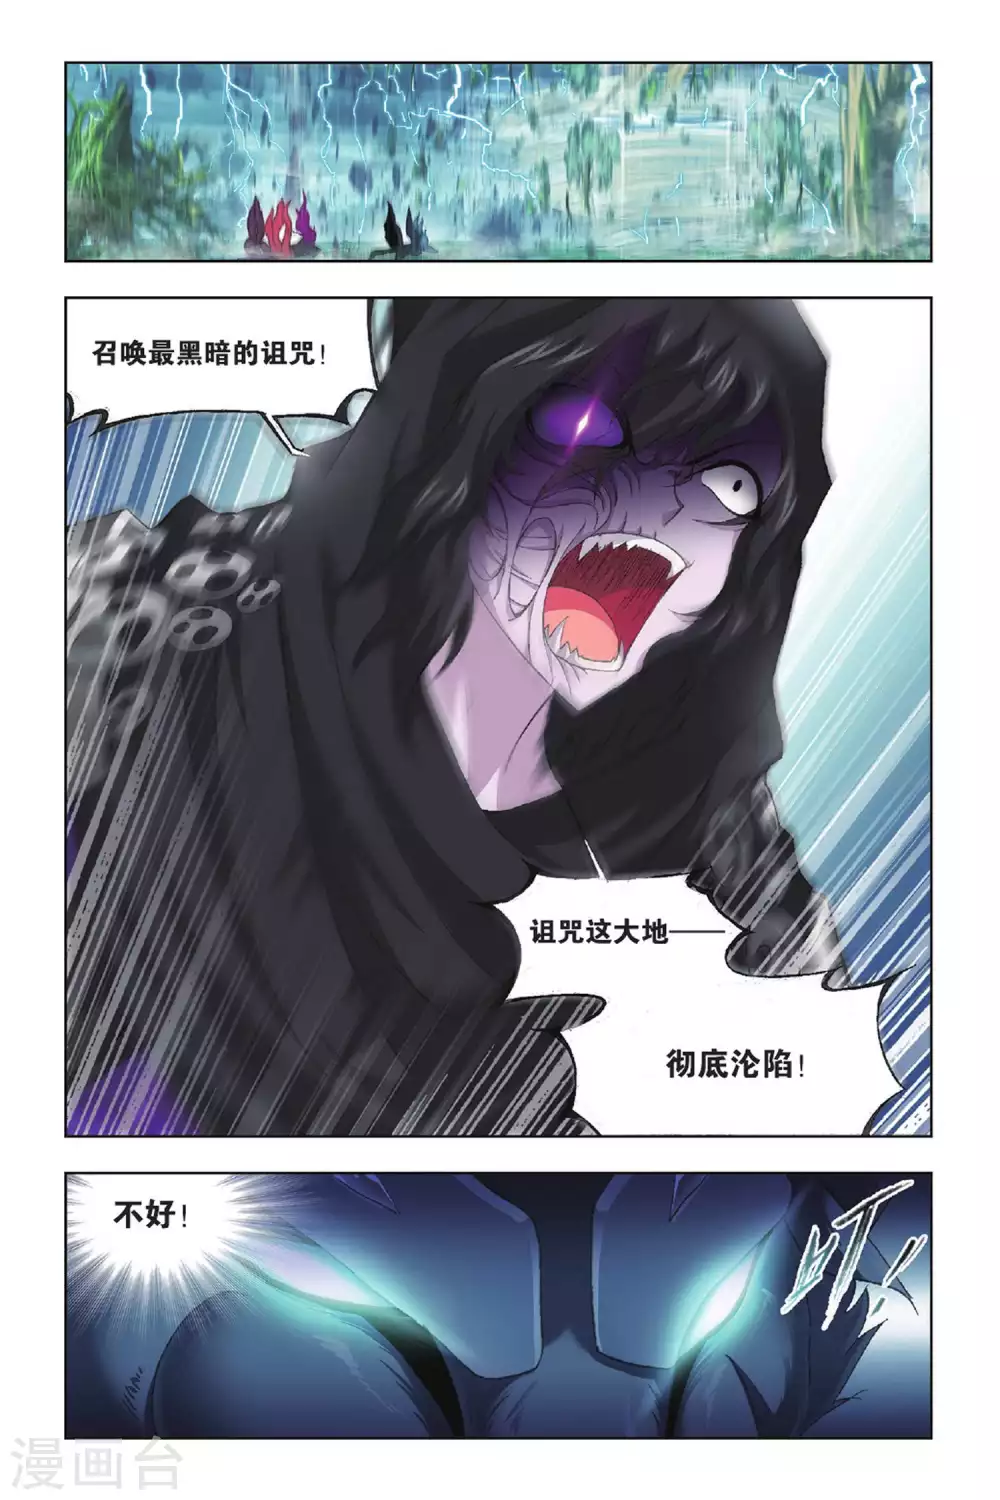 召唤最黑暗的诅咒！
诅咒这大地——
彻底沦陷！
不好！
叮
漫画台